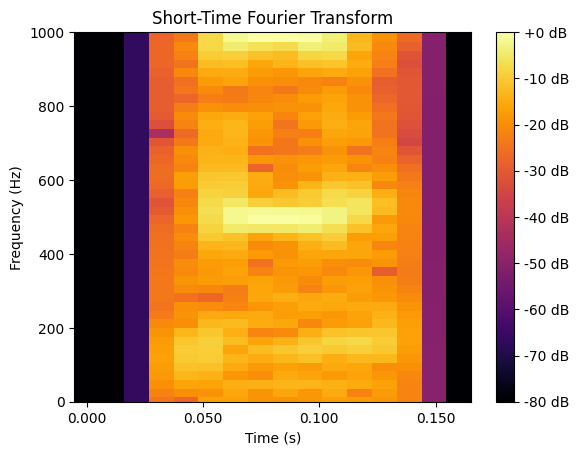 Short-Time Fourier Transform
1000
800
600
400
200
0
Frequency (Hz)
0.000
0.050
0.100
0.150
Time (s)
+0 dB
-10 dB
-20 dB
-30 dB
-40 dB
-50 dB
-60 dB
-70 dB
-80 dB